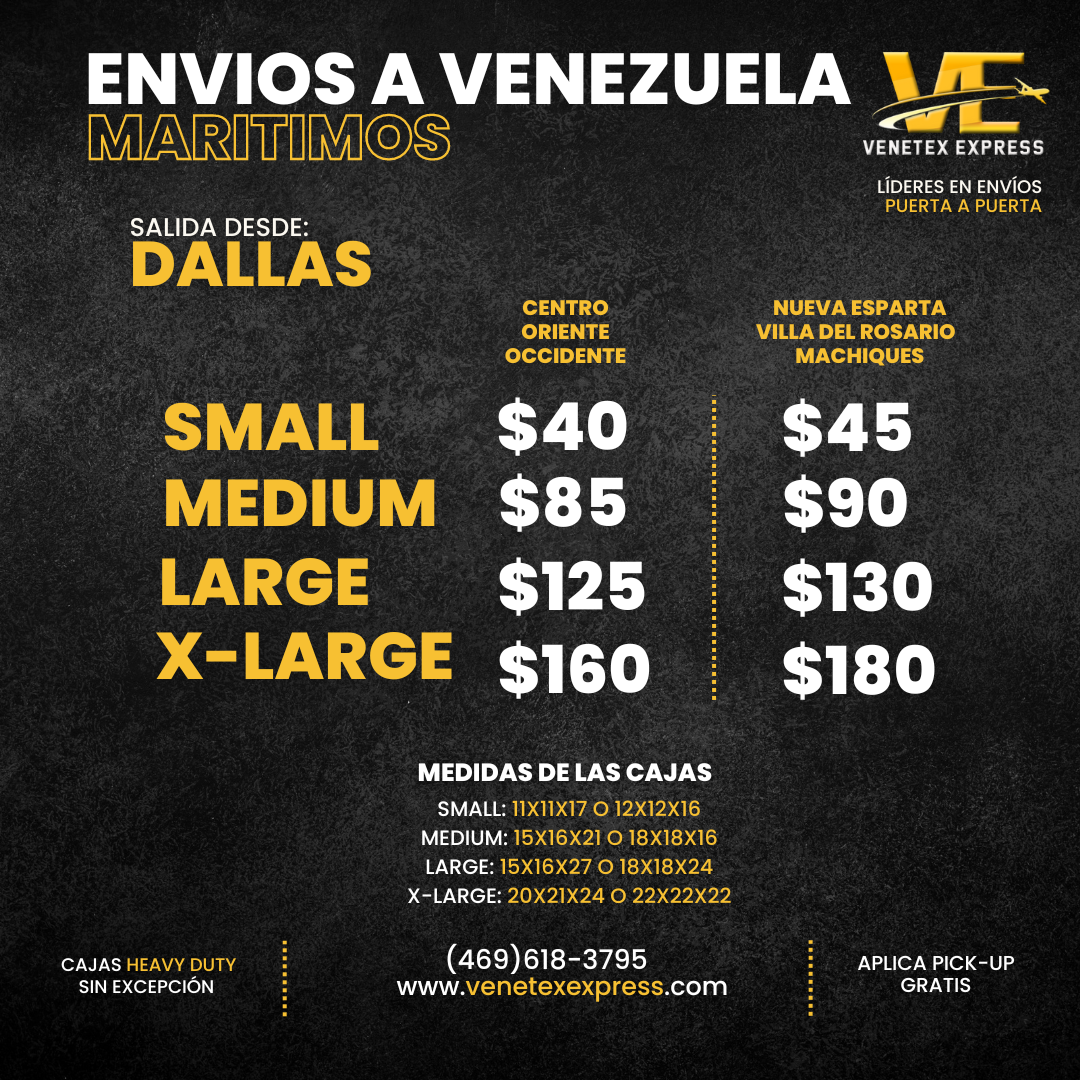 ENVIOS A VENEZUELA
MARITIMOS
VE
VENETEX EXPRESS
LÍDERES EN ENVÍOS
PUERTA A PUERTA
SALIDA DESDE:
DALLAS
CENTRO
ORIENTE
OCCIDENTE
NUEVA ESPARTA
VILLA DEL ROSARIO
MACHIQUES
SMALL $40 $45
MEDIUM $85 $90
LARGE $125 $130
X-LARGE $160 $180
MEDIDAS DE LAS CAJAS
SMALL: 11X11X17 O 12X12X16
MEDIUM: 15X16X21 O 18X18X16
LARGE: 15X16X27 O 18X18X24
X-LARGE: 20X21X24 O 22X22X22
CAJAS HEAVY DUTY
SIN EXCEPCIÓN
(469)618-3795
www.venetexexpress.com
APLICA PICK-UP
GRATIS